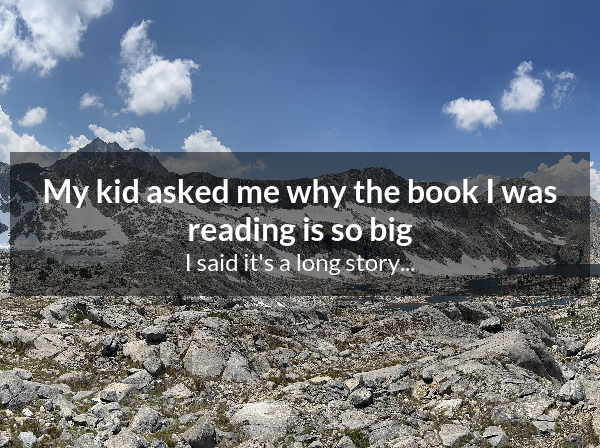 My kid asked me why the book I was
reading is so big
I said it's a long story...